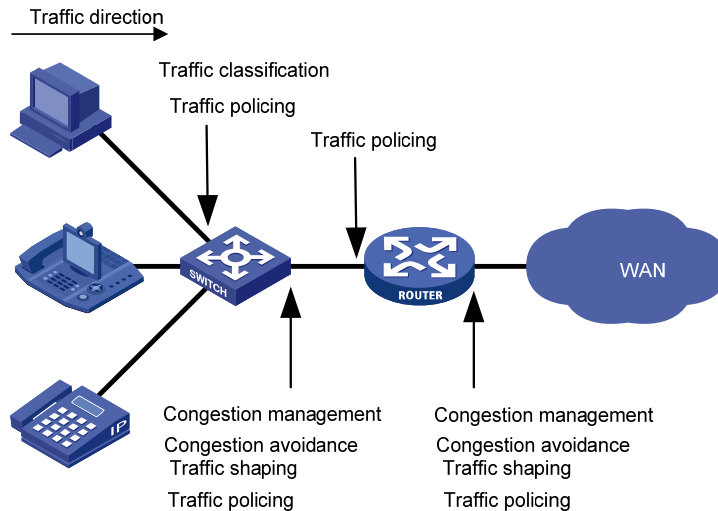 Traffic direction
Traffic classification
Traffic policing
Traffic policing
SWITCH
ROUTER
WAN
IP
Congestion management
Congestion avoidance
Traffic shaping
Traffic policing
Congestion management
Congestion avoidance
Traffic shaping
Traffic policing